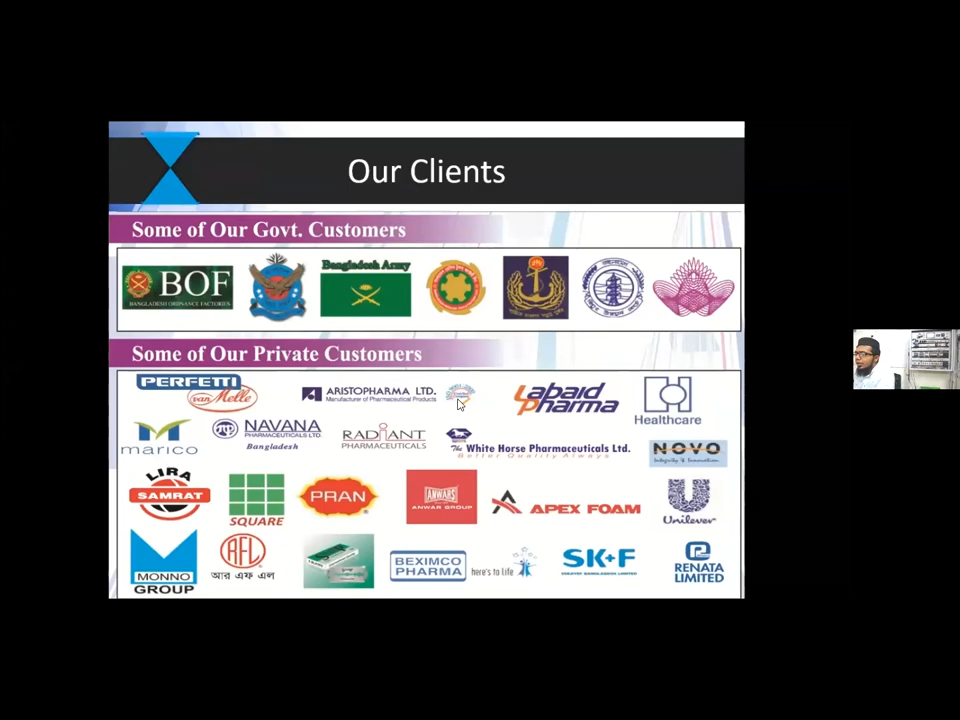 Our Clients
Some of Our Govt. Customers
BOF
BANGLADESH ORDNANCE FACTORIES
Bangladesh Army
Some of Our Private Customers
PERFETTI
van Melle
ARISTOPHARMA LTD.
Manufacturer of Pharmaceutical Products
Labaid
Pharma
Healthcare
marico
NAVANA
PHARMACEUTICALS LTD.
Bangladesh
RADIANT
PHARMACEUTICALS
The White Horse Pharmaceuticals Ltd.
Better Quality Always
NOVO
Integrity & Innovation
LIRA
SAMRAT
SQUARE
PRAN
ANWARS
ANWAR GROUP
APEX FOAM
Unilever
MONNO
GROUP
RFL
আর এফ এল
BEXIMCO
PHARMA
here's to life
SK+F
ESKAYEF BANGLADESH LIMITED
RENATA
LIMITED